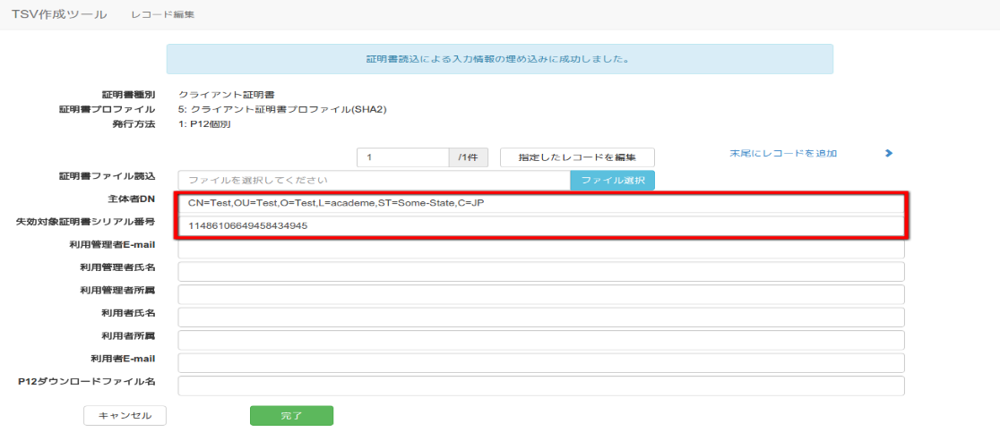 TSV作成ツール レコード編集
証明書読込による入力情報の埋め込みに成功しました。
証明書種別 クライアント証明書
証明書プロファイル 5: クライアント証明書プロファイル(SHA2)
発行方法 1: P12個別
1 /1件 指定したレコードを編集 末尾にレコードを追加
証明書ファイル読込 ファイルを選択してください ファイル選択
主体者DN CN=Test,OU=Test,O=Test,L=academe,ST=Some-State,C=JP
失効対象証明書シリアル番号 11486106649458434945
利用管理者E-mail
利用管理者氏名
利用管理者所属
利用者氏名
利用者所属
利用者E-mail
P12ダウンロードファイル名
キャンセル 完了